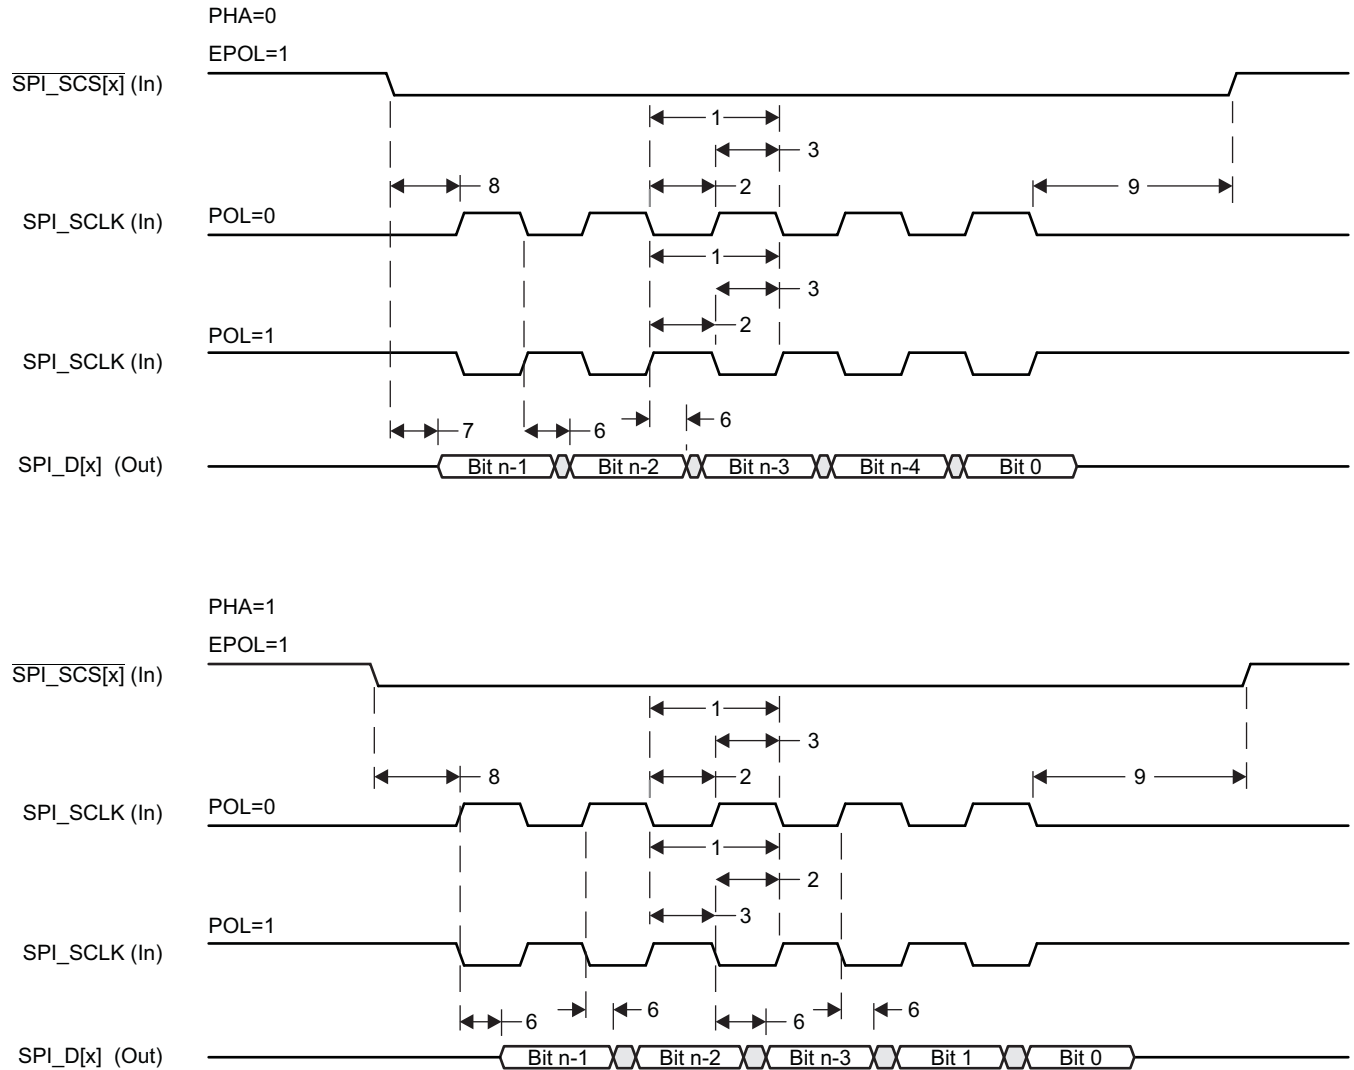 PHA=0
EPOL=1
SPI_SCS[x] (In)
1
3
8
2
9
SPI_SCLK (In)
POL=0
1
3
2
POL=1
SPI_SCLK (In)
7
6
6
SPI_D[x] (Out)
Bit n-1
Bit n-2
Bit n-3
Bit n-4
Bit 0
PHA=1
EPOL=1
SPI_SCS[x] (In)
1
3
8
2
9
SPI_SCLK (In)
POL=0
1
2
3
POL=1
SPI_SCLK (In)
6
6
6
6
SPI_D[x] (Out)
Bit n-1
Bit n-2
Bit n-3
Bit 1
Bit 0